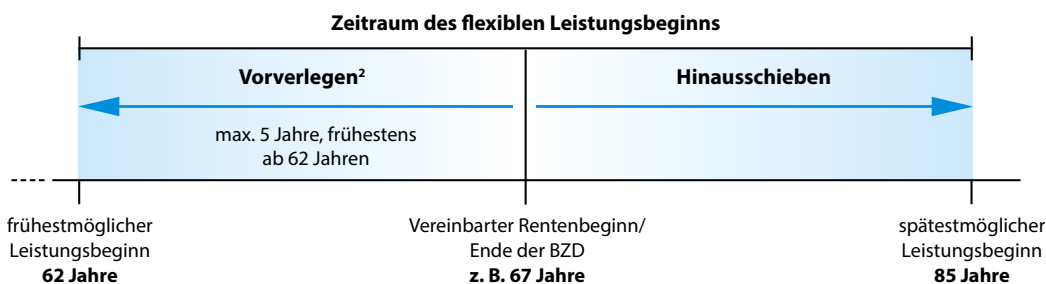 Zeitraum des flexiblen Leistungsbeginns
Vorverlegen²
Hinausschieben
max. 5 Jahre, frühestens
ab 62 Jahren
frühestmöglicher
Leistungsbeginn
62 Jahre
Vereinbarter Rentenbeginn/
Ende der BZD
z. B. 67 Jahre
spätestmöglicher
Leistungsbeginn
85 Jahre